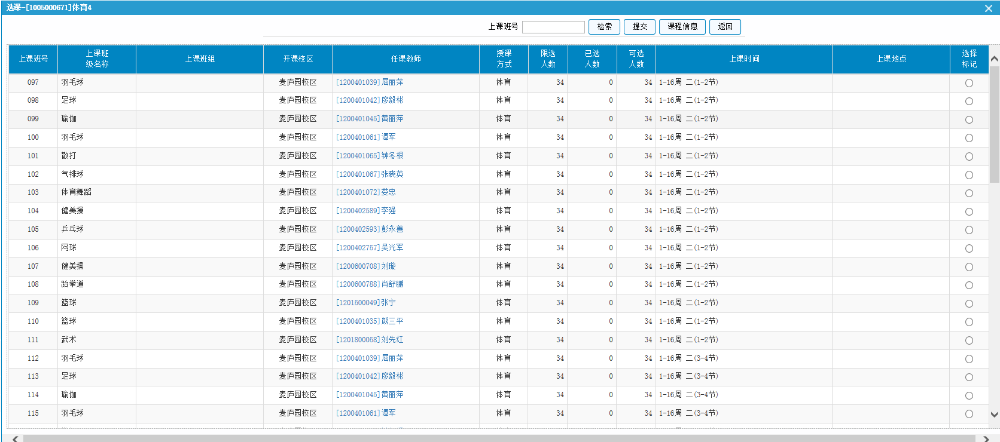 选课-[1005000671]体育4
上课班号 检索 提交 课程信息 返回
上课班号 上课班级名称 上课班组 开课校区 任课教师 授课方式 限选人数 已选人数 可选人数 上课时间 上课地点 选择标记
097 羽毛球 麦庐园校区 [1200401039]屈丽萍 体育 34 0 34 1-16周 二(1-2节)
098 足球 麦庐园校区 [1200401042]廖毅彬 体育 34 0 34 1-16周 二(1-2节)
099 瑜伽 麦庐园校区 [1200401045]黄丽萍 体育 34 0 34 1-16周 二(1-2节)
100 羽毛球 麦庐园校区 [1200401061]谭军 体育 34 0 34 1-16周 二(1-2节)
101 散打 麦庐园校区 [1200401065]钟冬根 体育 34 0 34 1-16周 二(1-2节)
102 气排球 麦庐园校区 [1200401067]张晓英 体育 34 0 34 1-16周 二(1-2节)
103 体育舞蹈 麦庐园校区 [1200401072]娄忠 体育 34 0 34 1-16周 二(1-2节)
104 健美操 麦庐园校区 [1200402589]李强 体育 34 0 34 1-16周 二(1-2节)
105 乒乓球 麦庐园校区 [1200402593]彭永善 体育 34 0 34 1-16周 二(1-2节)
106 网球 麦庐园校区 [1200402757]吴光军 体育 34 0 34 1-16周 二(1-2节)
107 健美操 麦庐园校区 [1200600708]刘璇 体育 34 0 34 1-16周 二(1-2节)
108 跆拳道 麦庐园校区 [1200600788]肖舒鹏 体育 34 0 34 1-16周 二(1-2节)
109 篮球 麦庐园校区 [1201500049]张宁 体育 34 0 34 1-16周 二(1-2节)
110 篮球 麦庐园校区 [1200401035]熊三平 体育 34 0 34 1-16周 二(1-2节)
111 武术 麦庐园校区 [1201800058]刘先红 体育 34 0 34 1-16周 二(1-2节)
112 羽毛球 麦庐园校区 [1200401039]屈丽萍 体育 34 0 34 1-16周 二(3-4节)
113 足球 麦庐园校区 [1200401042]廖毅彬 体育 34 0 34 1-16周 二(3-4节)
114 瑜伽 麦庐园校区 [1200401045]黄丽萍 体育 34 0 34 1-16周 二(3-4节)
115 羽毛球 麦庐园校区 [1200401061]谭军 体育 34 0 34 1-16周 二(3-4节)